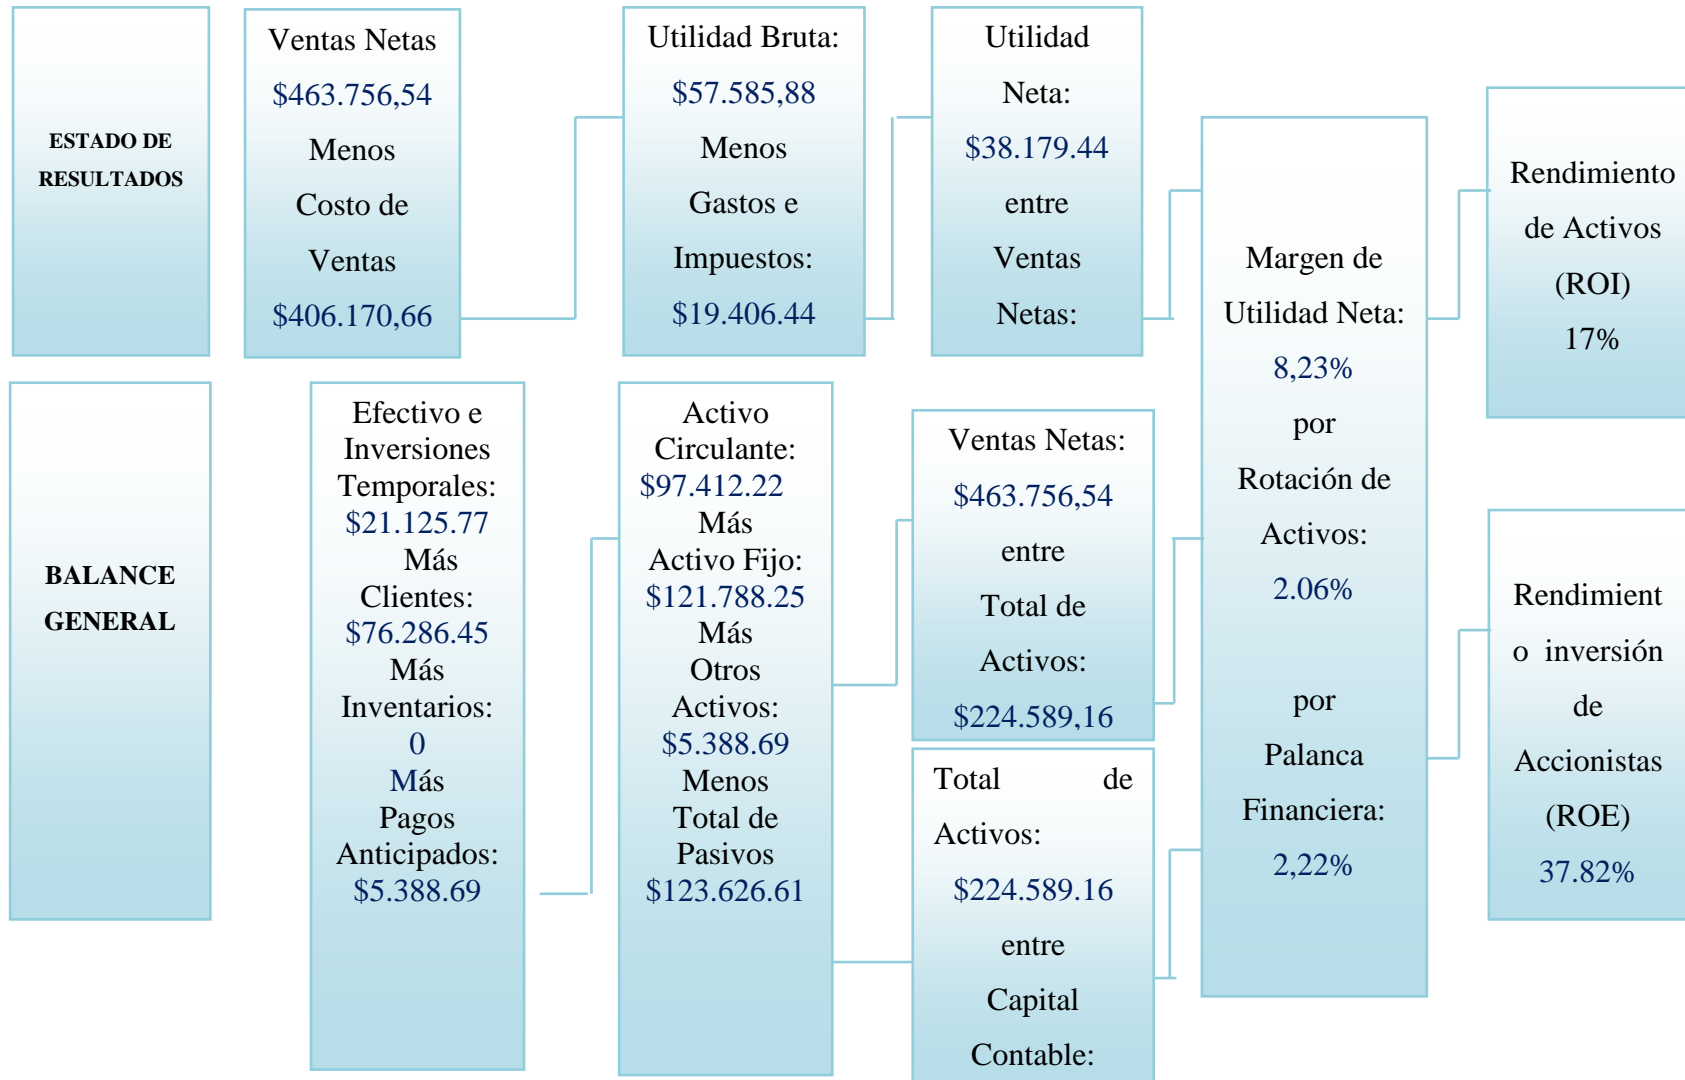 ESTADO DE
RESULTADOS
Ventas Netas
$463.756,54
Menos
Costo de
Ventas
$406.170,66
Utilidad Bruta:
$57.585,88
Menos
Gastos e
Impuestos:
$19.406.44
Utilidad
Neta:
$38.179.44
entre
Ventas
Netas:
Margen de
Utilidad Neta:
8,23%
por
Rotación de
Activos:
2.06%
por
Palanca
Financiera:
2,22%
Rendimiento
de Activos
(ROI)
17%
BALANCE
GENERAL
Efectivo e
Inversiones
Temporales:
$21.125.77
Más
Clientes:
$76.286.45
Más
Inventarios:
0
Más
Pagos
Anticipados:
$5.388.69
Activo
Circulante:
$97.412.22
Más
Activo Fijo:
$121.788.25
Más
Otros
Activos:
$5.388.69
Menos
Total de
Pasivos
$123.626.61
Ventas Netas:
$463.756,54
entre
Total de
Activos:
$224.589,16
Total de
Activos:
$224.589.16
entre
Capital
Contable:
Rendimient
o inversión
de
Accionistas
(ROE)
37.82%